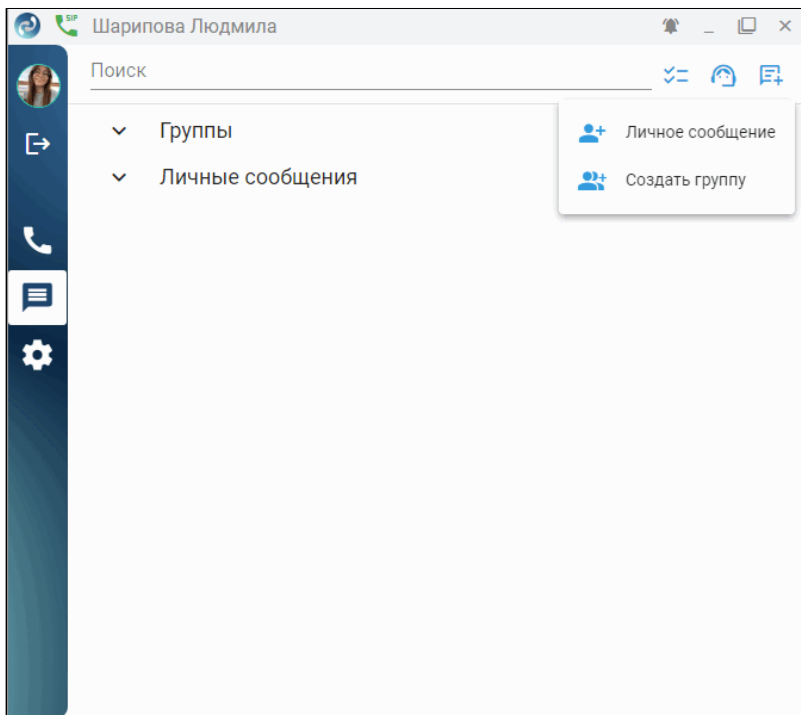 SIP
Шарипова Людмила
Поиск
Группы
Личные сообщения
Личное сообщение
Создать группу